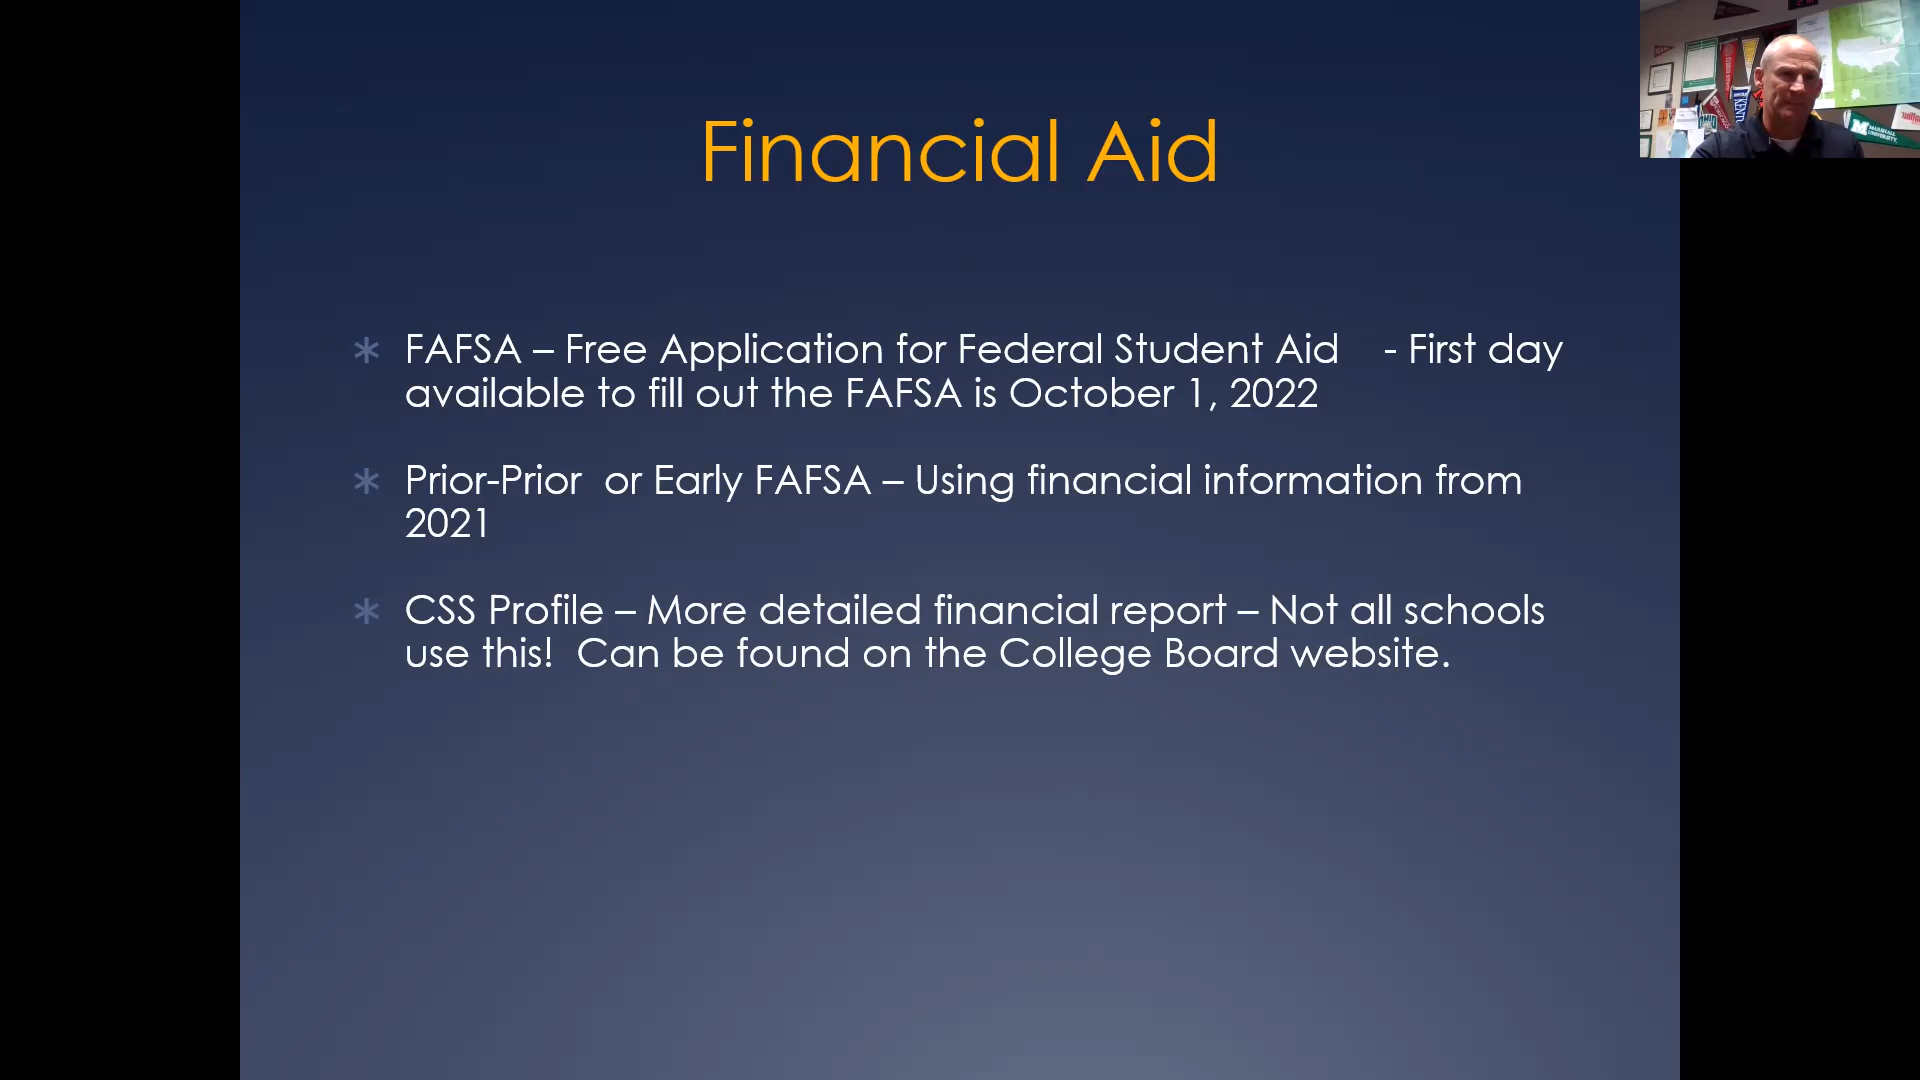 Financial Aid
FAFSA – Free Application for Federal Student Aid - First day
available to fill out the FAFSA is October 1, 2022
Prior-Prior or Early FAFSA – Using financial information from
2021
CSS Profile – More detailed financial report – Not all schools
use this! Can be found on the College Board website.
MARSHALL
UNIVERSITY